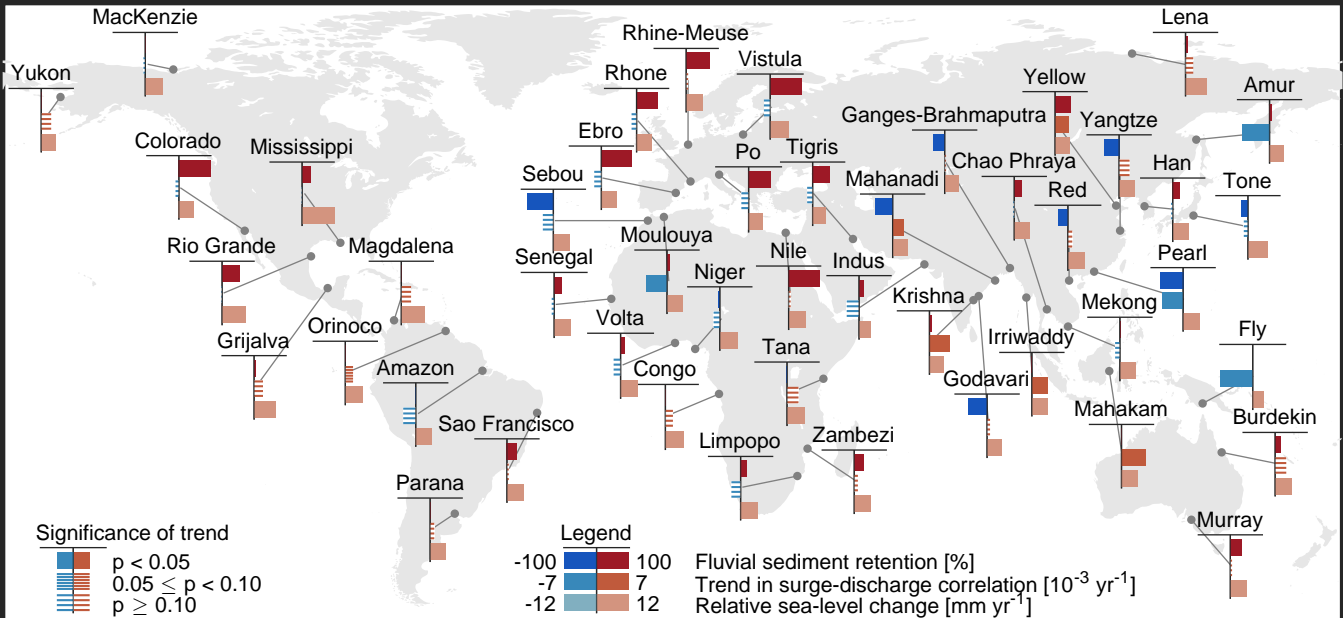 MacKenzie
Lena
Rhine-Meuse
Yukon
Rhone
Vistula
Yellow
Amur
Ganges-Brahmaputra
Yangtze
Colorado
Mississippi
Ebro
Po
Tigris
Chao Phraya
Han
Sebou
Mahanadi
Red
Tone
Rio Grande
Magdalena
Moulouya
Nile
Indus
Pearl
Senegal
Niger
Krishna
Mekong
Grijalva
Orinoco
Volta
Irriwaddy
Fly
Amazon
Congo
Tana
Godavari
Sao Francisco
Limpopo
Zambezi
Mahakam
Burdekin
Parana
Murray
Significance of trend
p < 0.05
0.05 ≤ p < 0.10
p ≥ 0.10
Legend
-100 100 Fluvial sediment retention [%]
-7 7 Trend in surge-discharge correlation [10⁻³ yr⁻¹]
-12 12 Relative sea-level change [mm yr⁻¹]